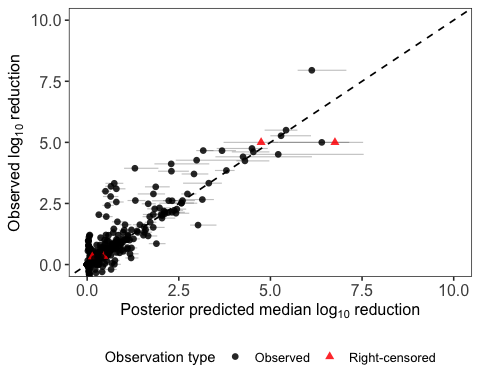 10.0
7.5
5.0
2.5
0.0
Observed log10 reduction
0.0 2.5 5.0 7.5 10.0
Posterior predicted median log10 reduction
Observation type Observed Right-censored